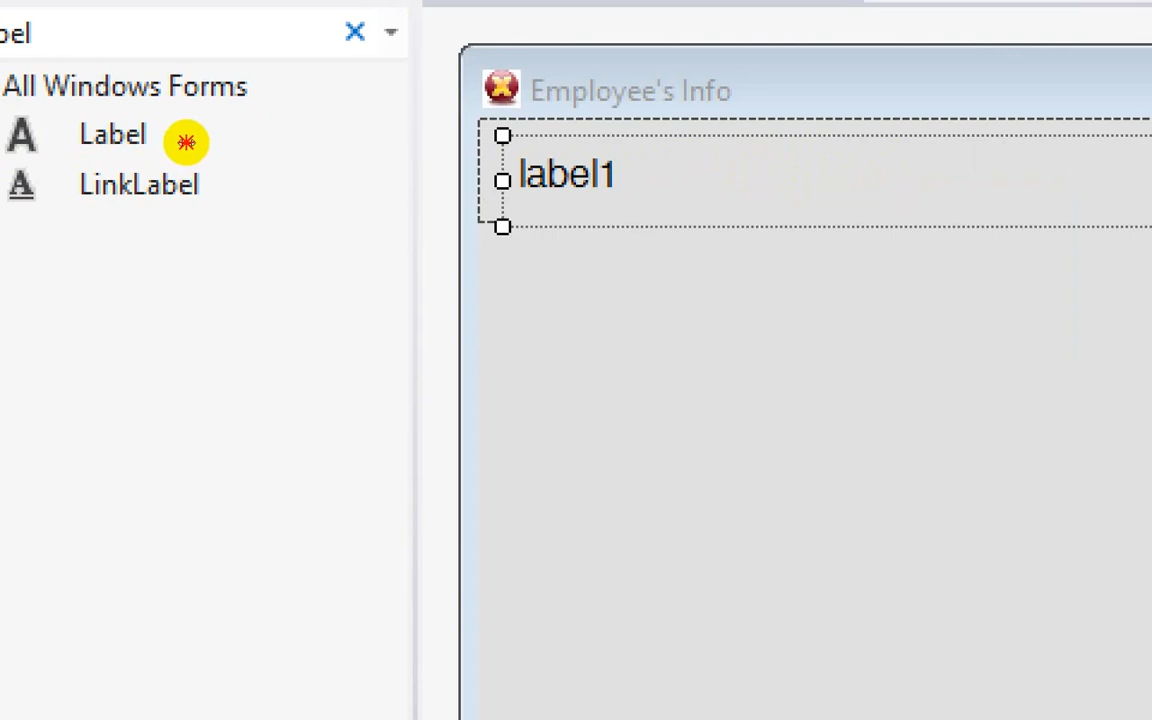 bel
All Windows Forms
A Label
A LinkLabel
Employee's Info
label1